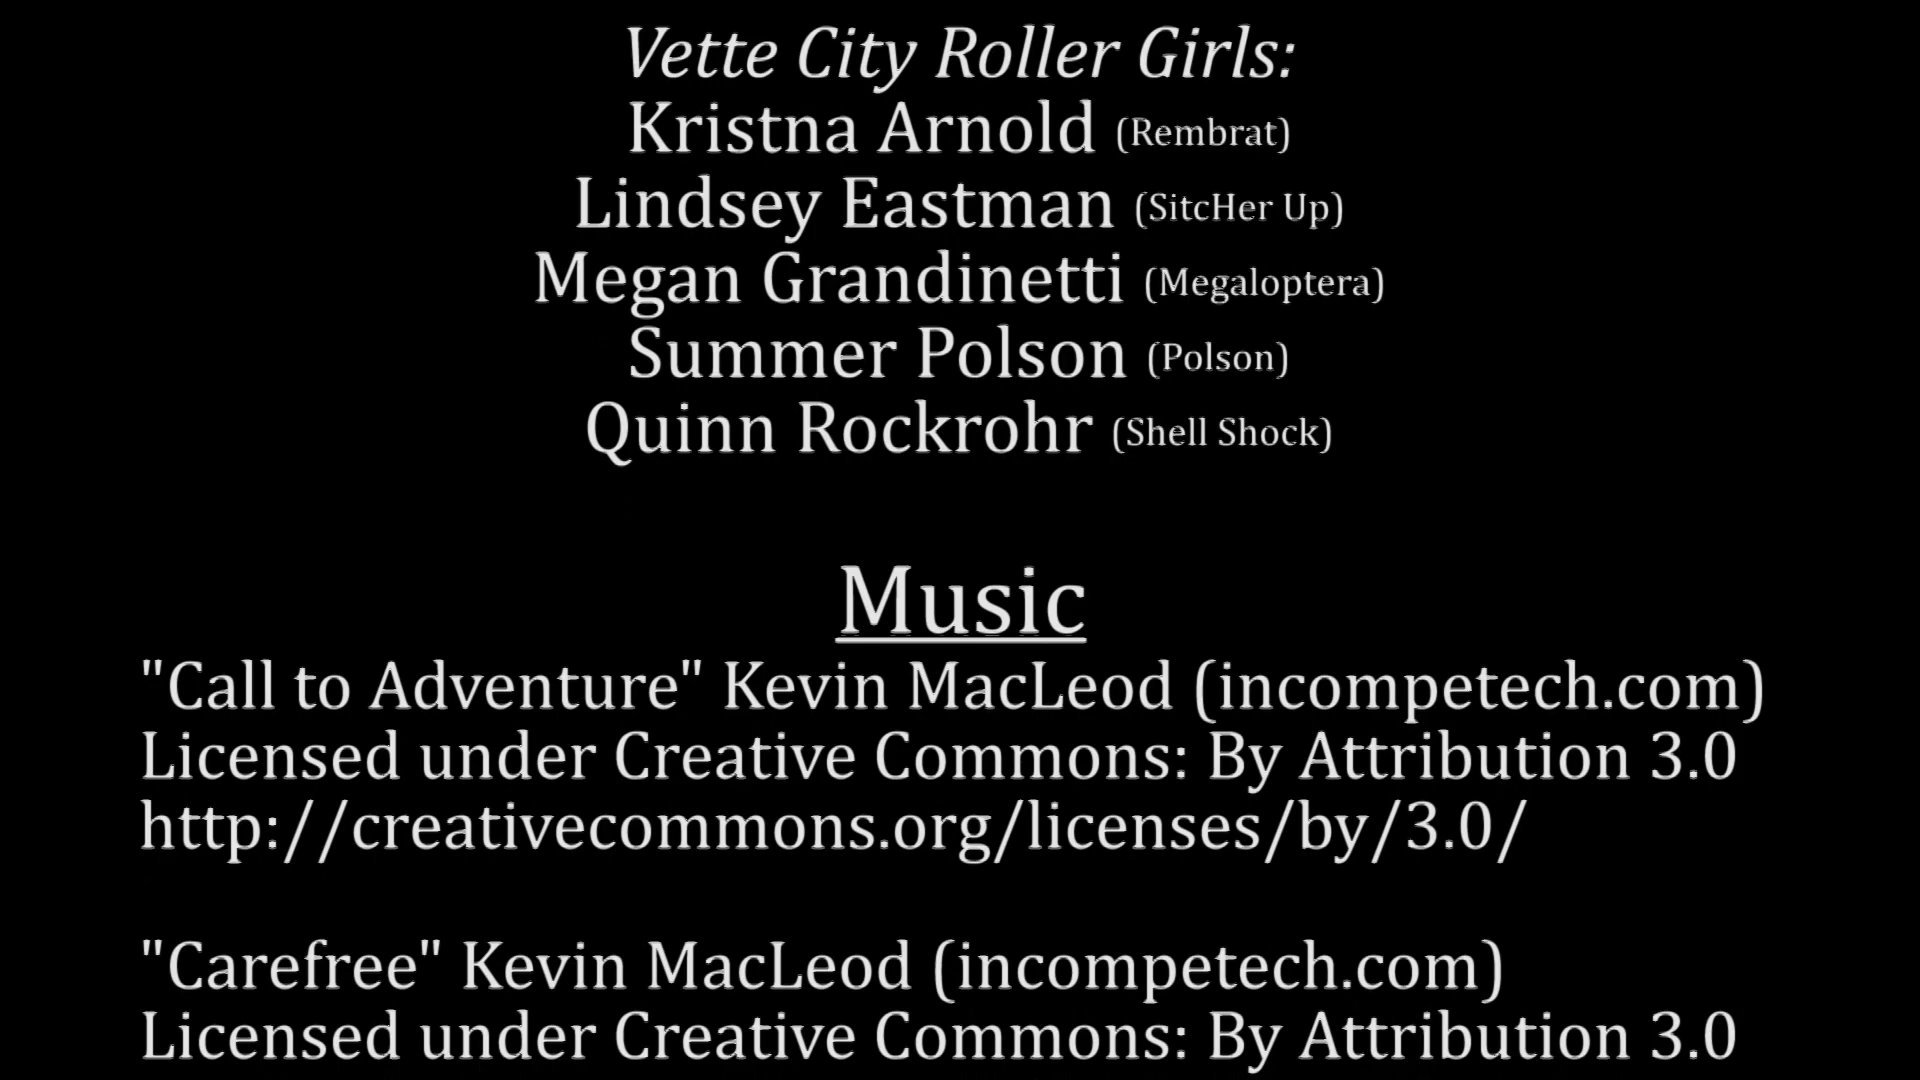 Vette City Roller Girls:
Kristna Arnold (Rembrat)
Lindsey Eastman (SitcHer Up)
Megan Grandinetti (Megaloptera)
Summer Polson (Polson)
Quinn Rockrohr (Shell Shock)
Music
"Call to Adventure" Kevin MacLeod (incompetech.com)
Licensed under Creative Commons: By Attribution 3.0
http://creativecommons.org/licenses/by/3.0/
"Carefree" Kevin MacLeod (incompetech.com)
Licensed under Creative Commons: By Attribution 3.0